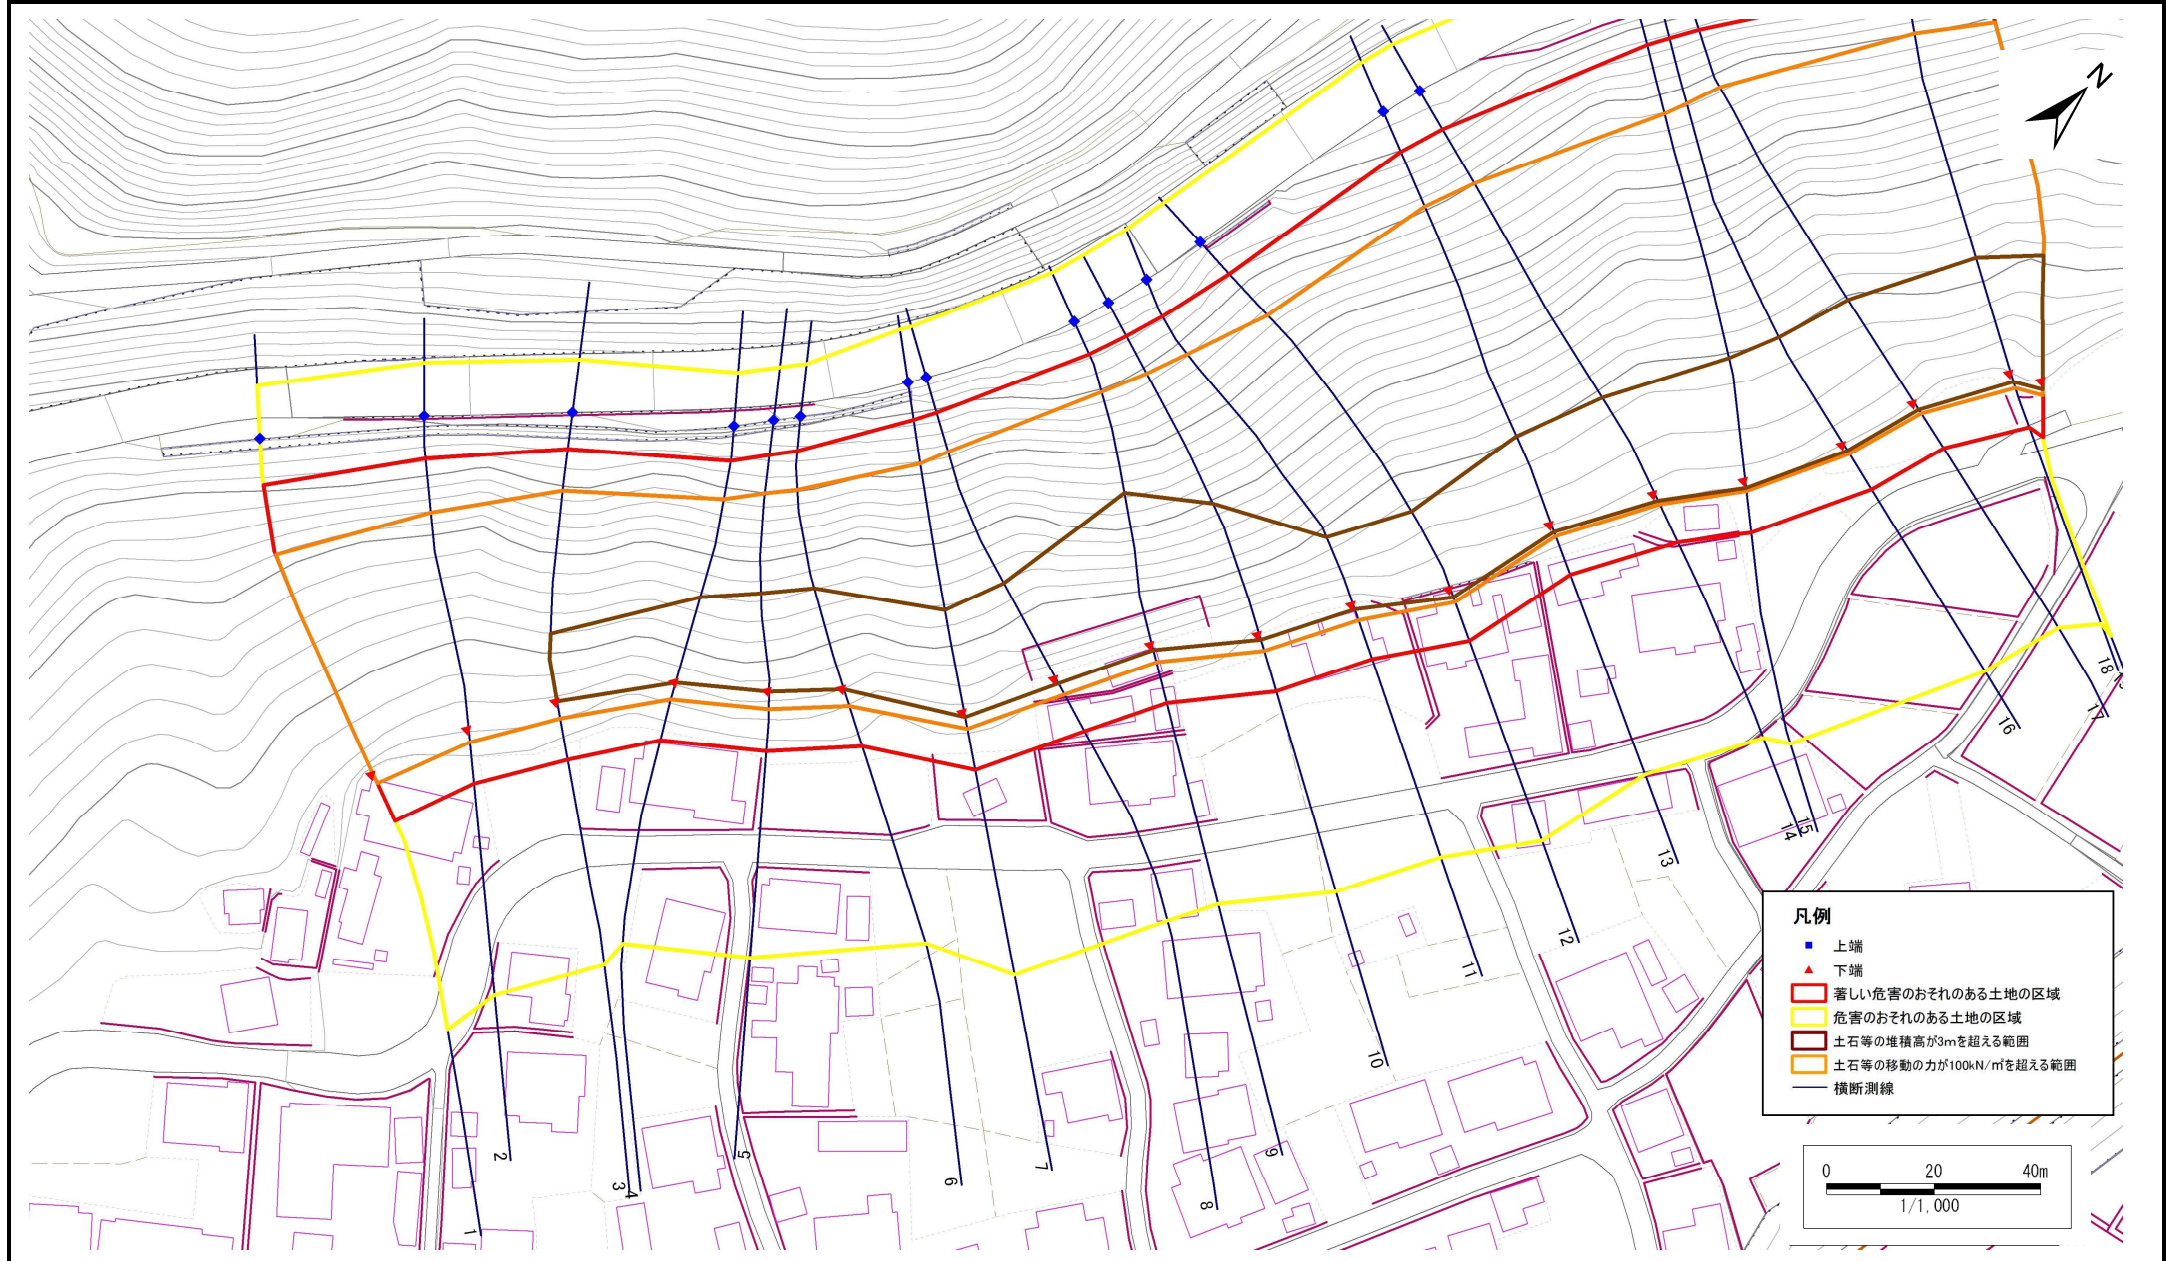 N
18
17
16
15
14
13
12
11
10
9
8
7
6
5
4
3
2
1
凡例
上端
下端
著しい危害のおそれのある土地の区域
危害のおそれのある土地の区域
土石等の堆積高が3mを超える範囲
土石等の移動の力が100kN/㎡を超える範囲
横断測線
0 20 40m
1/1,000